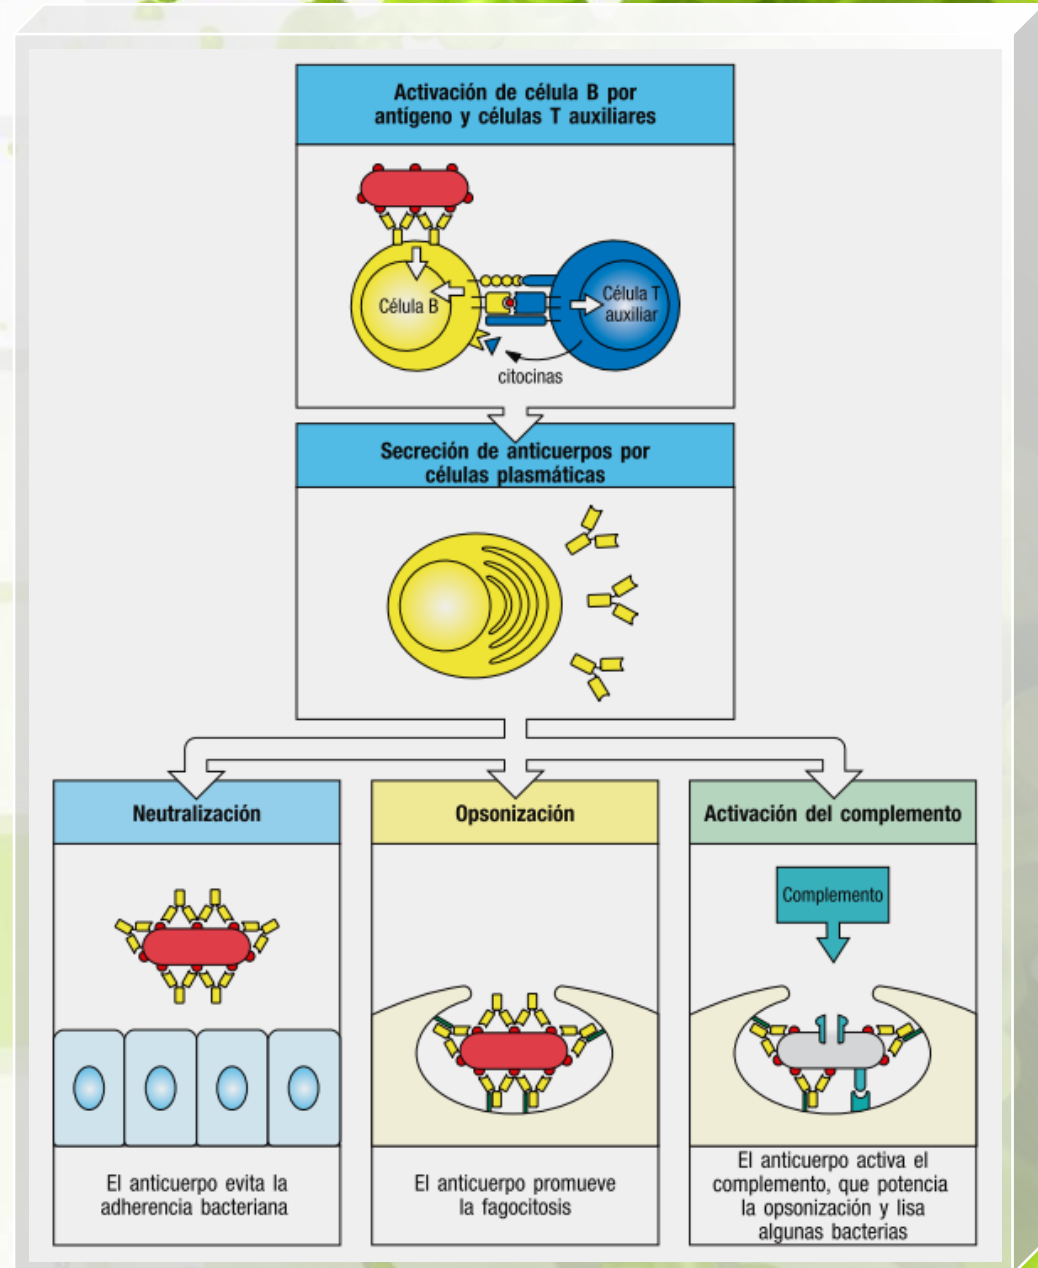 Activación de célula B por
antígeno y células T auxiliares
Célula B
Célula T
auxiliar
citocinas
Secreción de anticuerpos por
células plasmáticas
Neutralización
Opsonización
Activación del complemento
Complemento
El anticuerpo evita la
adherencia bacteriana
El anticuerpo promueve
la fagocitosis
El anticuerpo activa el
complemento, que potencia
la opsonización y lisa
algunas bacterias